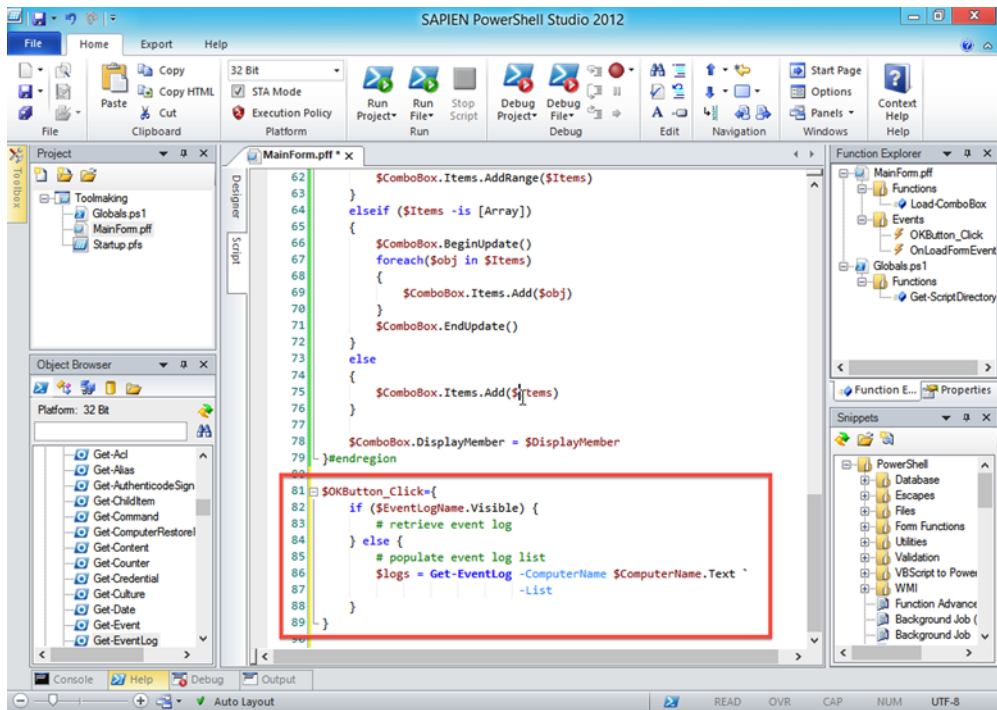 SAPIEN PowerShell Studio 2012
File Home Export Help
Copy
Copy HTML
Cut
Paste
32 Bit
STA Mode
Execution Policy
Run Project
Run File
Stop Script
Debug Project
Debug File
Start Page
Options
Panels
Context Help
File Clipboard Platform Run Debug Edit Navigation Windows Help
Toolbox
Project
Toolmaking
Globals.ps1
MainForm.pff
Startup.pfs
Object Browser
Platform: 32 Bit
Get-Acl
Get-Alias
Get-AuthenticodeSign
Get-ChildItem
Get-Command
Get-ComputerRestorel
Get-Content
Get-Counter
Get-Credential
Get-Culture
Get-Date
Get-Event
Get-EventLog
MainForm.pff *
Designer
Script
62 $ComboBox.Items.AddRange($Items)
63 }
64 elseif ($Items -is [Array])
65 {
66 $ComboBox.BeginUpdate()
67 foreach($obj in $Items)
68 {
69 $ComboBox.Items.Add($obj)
70 }
71 $ComboBox.EndUpdate()
72 }
73 else
74 {
75 $ComboBox.Items.Add($Items)
76 }
77
78 $ComboBox.DisplayMember = $DisplayMember
79 }#endregion
80
81 $OKButton_Click={
82 if ($EventLogName.Visible) {
83 # retrieve event log
84 } else {
85 # populate event log list
86 $logs = Get-EventLog -ComputerName $ComputerName.Text `
87 -List
88 }
89 }
90
Function Explorer
MainForm.pff
Functions
Load-ComboBox
Events
OKButton_Click
OnLoadFormEvent
Globals.ps1
Functions
Get-ScriptDirectory
Function E... Properties
Snippets
PowerShell
Database
Escapes
Files
Form Functions
Utilities
Validation
VBScript to Power
WMI
Function Advance
Background Job (
Background Job
Console Help Debug Output
Auto Layout READ OVR CAP NUM UTF-8